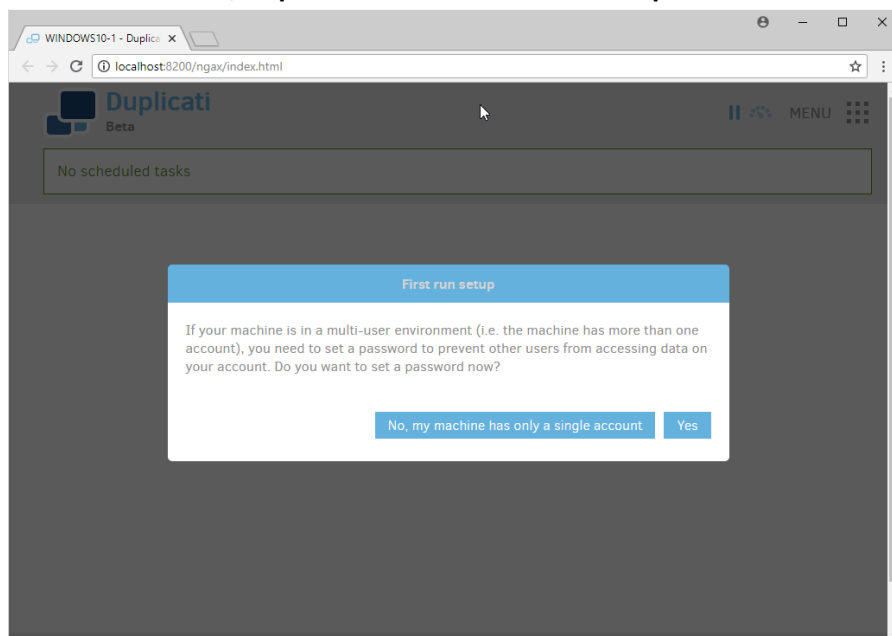 WINDOWS10-1 - Duplica
localhost:8200/ngax/index.html
Duplicati
Beta
MENU
No scheduled tasks
First run setup
If your machine is in a multi-user environment (i.e. the machine has more than one
account), you need to set a password to prevent other users from accessing data on
your account. Do you want to set a password now?
No, my machine has only a single account
Yes